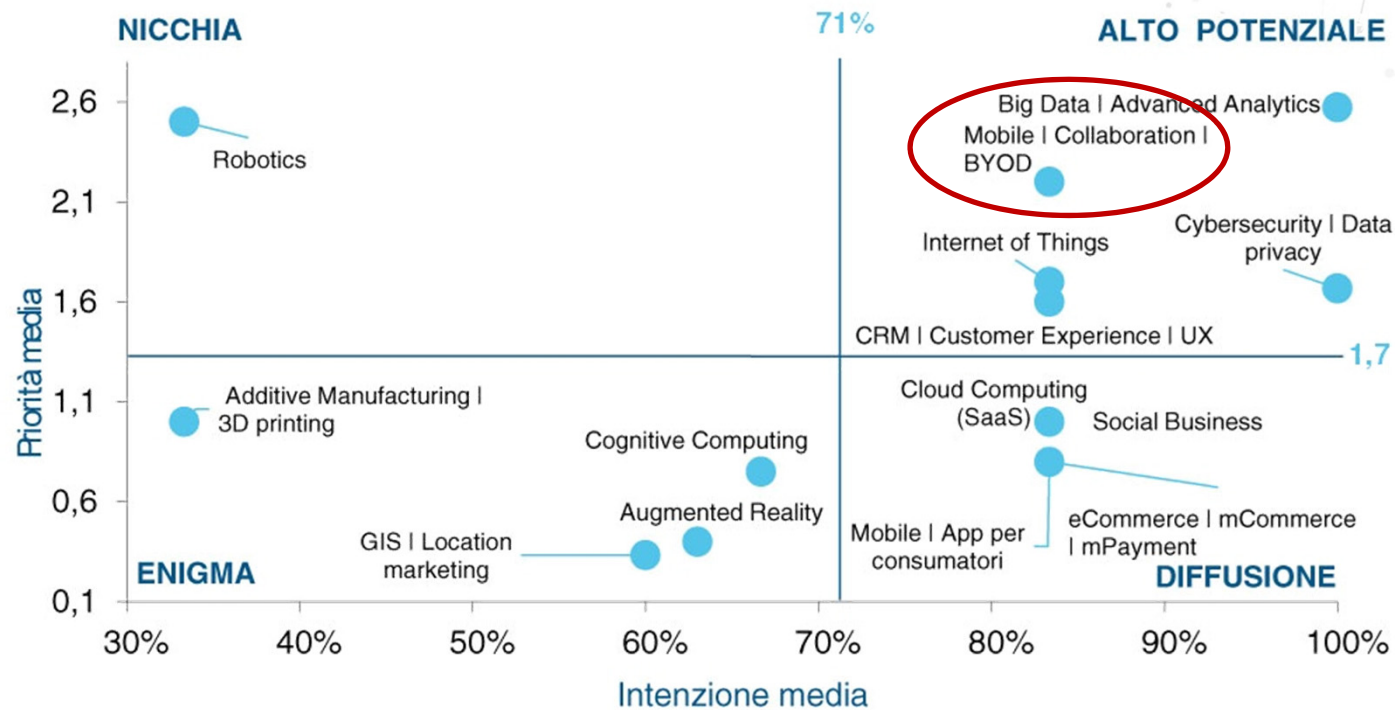 NICCHIA
71%
ALTO POTENZIALE
2,6
Big Data | Advanced Analytics
Mobile | Collaboration |
BYOD
Robotics
2,1
Cybersecurity | Data
privacy
Internet of Things
1,6
CRM | Customer Experience | UX
1,7
Priorità media
1,1
Additive Manufacturing |
3D printing
Cloud Computing
(SaaS)
Social Business
Cognitive Computing
0,6
Augmented Reality
GIS | Location
marketing
Mobile | App per
consumatori
eCommerce | mCommerce
| mPayment
ENIGMA
DIFFUSIONE
0,1
30%
40%
50%
60%
70%
80%
90%
100%
Intenzione media